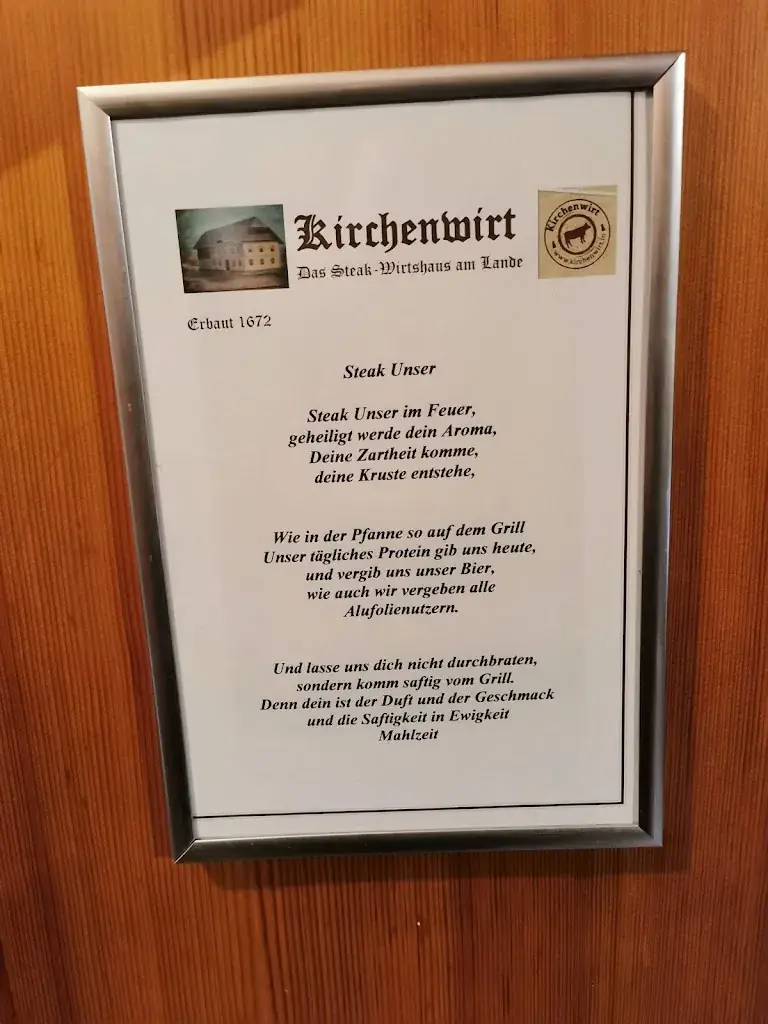 Kirchenwirt
Das Steak-Wirtshaus am Lande
Kirchenwirt
www.kirchenwirt.in
Erbaut 1672
Steak Unser
Steak Unser im Feuer,
geheiligt werde dein Aroma,
Deine Zartheit komme,
deine Kruste entstehe,
Wie in der Pfanne so auf dem Grill
Unser tägliches Protein gib uns heute,
und vergib uns unser Bier,
wie auch wir vergeben alle
Alufolienutzern.
Und lasse uns dich nicht durchbraten,
sondern komm saftig vom Grill.
Denn dein ist der Duft und der Geschmack
und die Saftigkeit in Ewigkeit
Mahlzeit